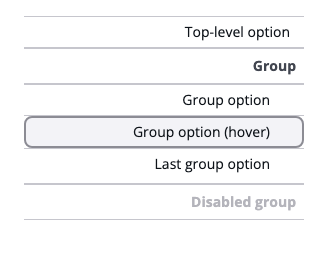 Top-level option
Group
Group option
Group option (hover)
Last group option
Disabled group